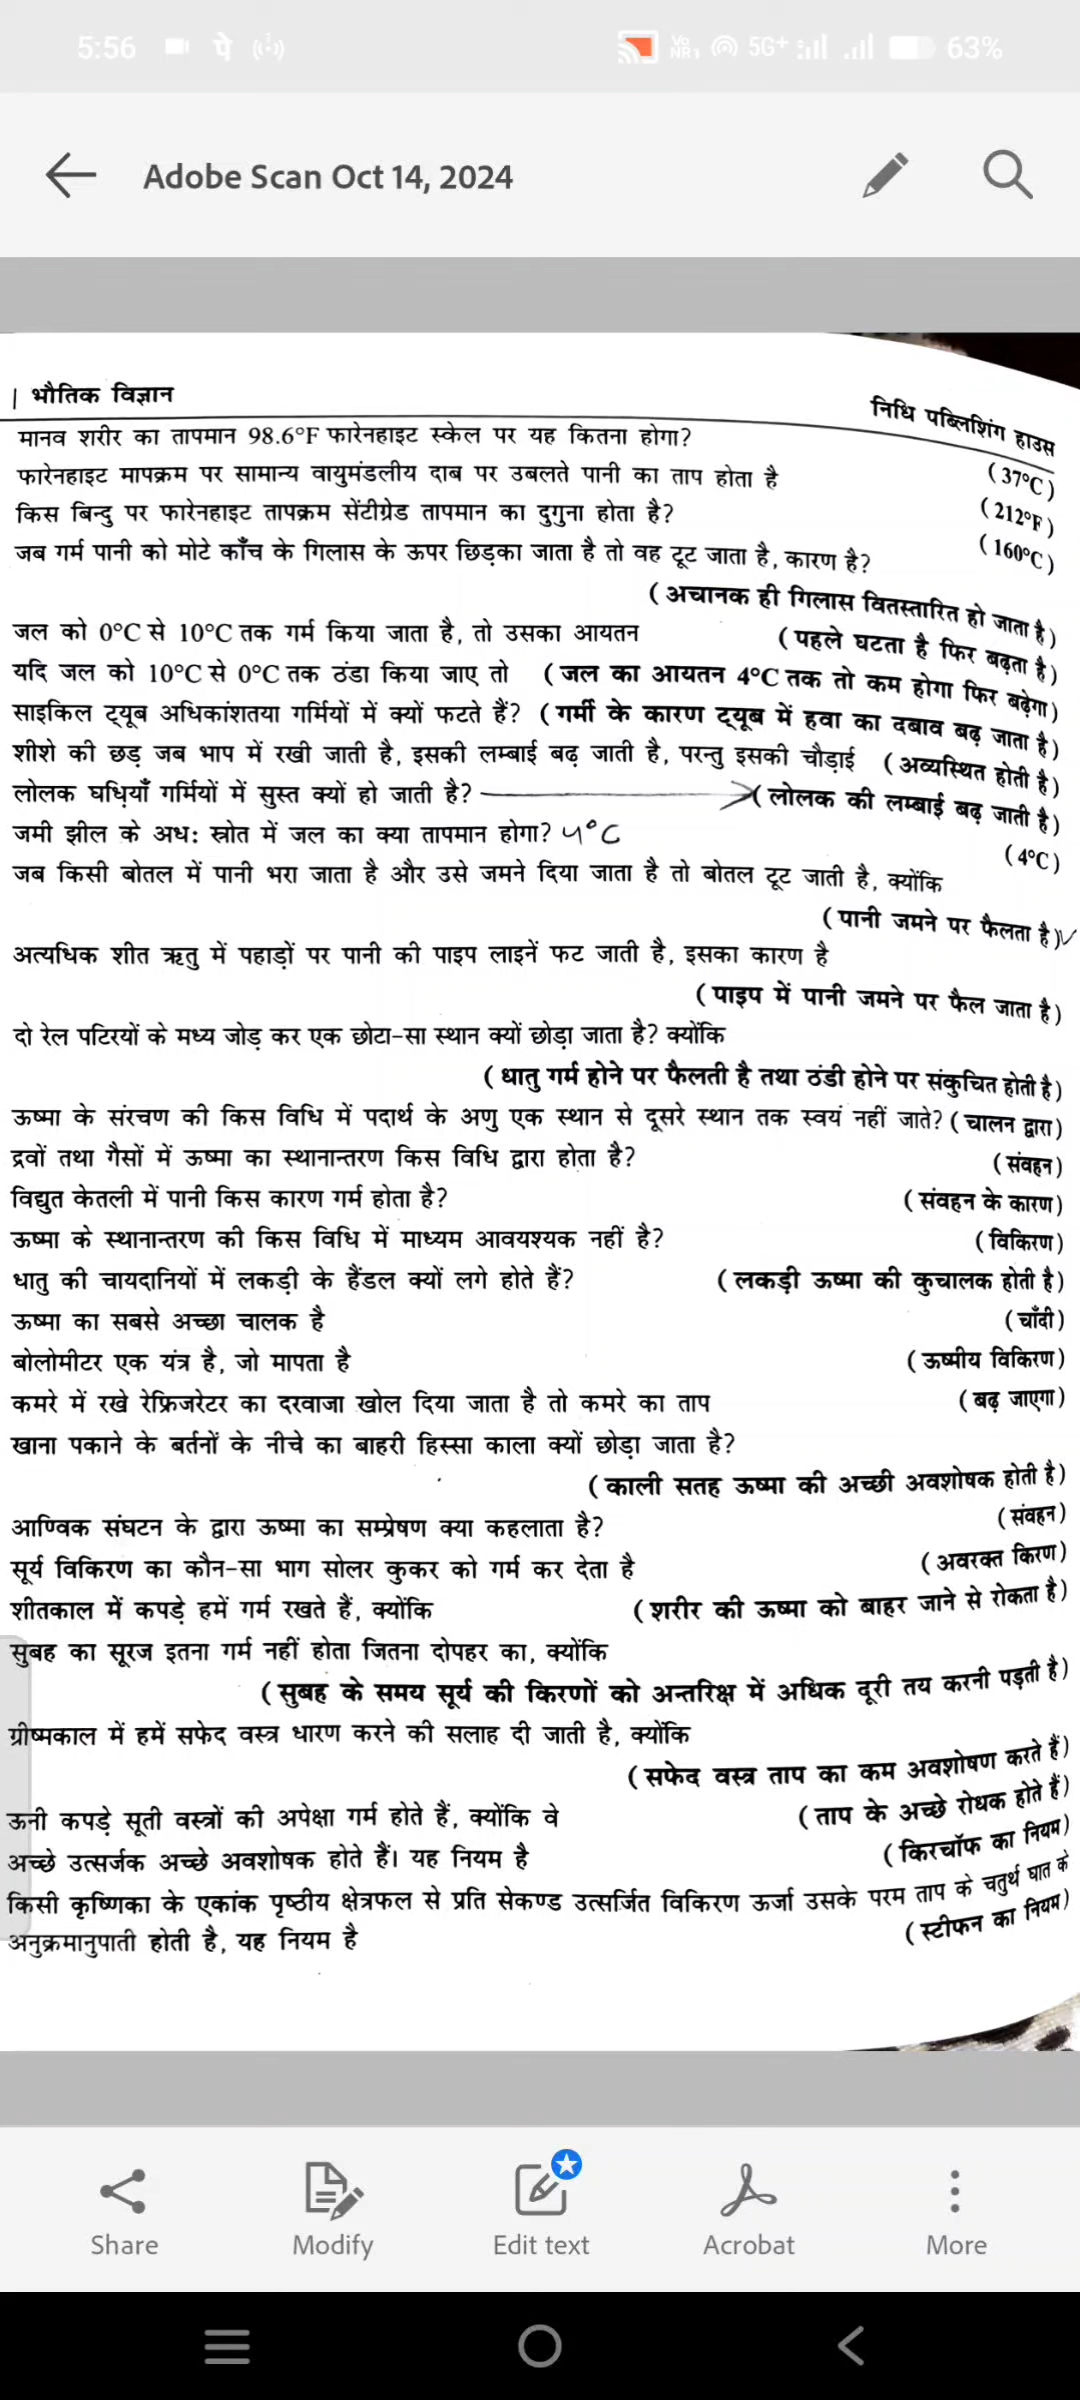 5:56 पे VoNR1 5G+ 63%
Adobe Scan Oct 14, 2024
| भौतिक विज्ञान
निधि पब्लिशिंग हाउस
मानव शरीर का तापमान 98.6°F फारेनहाइट स्केल पर यह कितना होगा? (37°C)
फारेनहाइट मापक्रम पर सामान्य वायुमंडलीय दाब पर उबलते पानी का ताप होता है (212°F)
किस बिन्दु पर फारेनहाइट तापक्रम सेंटीग्रेड तापमान का दुगुना होता है? (160°C)
जब गर्म पानी को मोटे काँच के गिलास के ऊपर छिड़का जाता है तो वह टूट जाता है, कारण है?
(अचानक ही गिलास वितस्तारित हो जाता है)
जल को 0°C से 10°C तक गर्म किया जाता है, तो उसका आयतन (पहले घटता है फिर बढ़ता है)
यदि जल को 10°C से 0°C तक ठंडा किया जाए तो (जल का आयतन 4°C तक तो कम होगा फिर बढ़ेगा)
साइकिल ट्यूब अधिकांशतया गर्मियों में क्यों फटते हैं? (गर्मी के कारण ट्यूब में हवा का दबाव बढ़ जाता है)
शीशे की छड़ जब भाप में रखी जाती है, इसकी लम्बाई बढ़ जाती है, परन्तु इसकी चौड़ाई (अव्यस्थित होती है)
लोलक घधि़याँ गर्मियों में सुस्त क्यों हो जाती है? (लोलक की लम्बाई बढ़ जाती है)
जमी झील के अध: स्रोत में जल का क्या तापमान होगा? 4°C (4°C)
जब किसी बोतल में पानी भरा जाता है और उसे जमने दिया जाता है तो बोतल टूट जाती है, क्योंकि
(पानी जमने पर फैलता है)
अत्यधिक शीत ऋतु में पहाड़ों पर पानी की पाइप लाइनें फट जाती है, इसका कारण है
(पाइप में पानी जमने पर फैल जाता है)
दो रेल पटिरयों के मध्य जोड़ कर एक छोटा-सा स्थान क्यों छोड़ा जाता है? क्योंकि
(धातु गर्म होने पर फैलती है तथा ठंडी होने पर संकुचित होती है)
ऊष्मा के संरचण की किस विधि में पदार्थ के अणु एक स्थान से दूसरे स्थान तक स्वयं नहीं जाते? (चालन द्वारा)
द्रवों तथा गैसों में ऊष्मा का स्थानान्तरण किस विधि द्वारा होता है? (संवहन)
विद्युत केतली में पानी किस कारण गर्म होता है? (संवहन के कारण)
ऊष्मा के स्थानान्तरण की किस विधि में माध्यम आवयश्यक नहीं है? (विकिरण)
धातु की चायदानियों में लकड़ी के हैंडल क्यों लगे होते हैं? (लकड़ी ऊष्मा की कुचालक होती है)
ऊष्मा का सबसे अच्छा चालक है (चाँदी)
बोलोमीटर एक यंत्र है, जो मापता है (ऊष्मीय विकिरण)
कमरे में रखे रेफ्रिजरेटर का दरवाजा खोल दिया जाता है तो कमरे का ताप (बढ़ जाएगा)
खाना पकाने के बर्तनों के नीचे का बाहरी हिस्सा काला क्यों छोड़ा जाता है?
(काली सतह ऊष्मा की अच्छी अवशोषक होती है)
आण्विक संघटन के द्वारा ऊष्मा का सम्प्रेषण क्या कहलाता है? (संवहन)
सूर्य विकिरण का कौन-सा भाग सोलर कुकर को गर्म कर देता है (अवरक्त किरण)
शीतकाल में कपड़े हमें गर्म रखते हैं, क्योंकि (शरीर की ऊष्मा को बाहर जाने से रोकता है)
सुबह का सूरज इतना गर्म नहीं होता जितना दोपहर का, क्योंकि
(सुबह के समय सूर्य की किरणों को अन्तरिक्ष में अधिक दूरी तय करनी पड़ती है)
ग्रीष्मकाल में हमें सफेद वस्त्र धारण करने की सलाह दी जाती है, क्योंकि
(सफेद वस्त्र ताप का कम अवशोषण करते हैं)
ऊनी कपड़े सूती वस्त्रों की अपेक्षा गर्म होते हैं, क्योंकि वे (ताप के अच्छे रोधक होते हैं)
अच्छे उत्सर्जक अच्छे अवशोषक होते हैं। यह नियम है (किरचॉफ का नियम)
किसी कृष्णिका के एकांक पृष्ठीय क्षेत्रफल से प्रति सेकण्ड उत्सर्जित विकिरण ऊर्जा उसके परम ताप के चतुर्थ घात के
अनुक्रमानुपाती होती है, यह नियम है (स्टीफन का नियम)
Share Modify Edit text Acrobat More